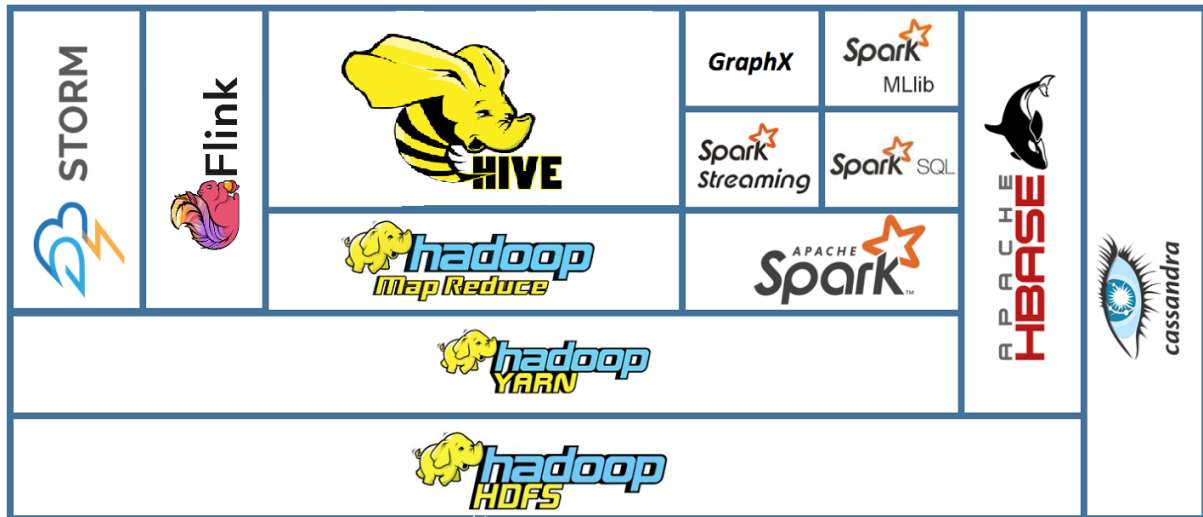 STORM
Flink
HIVE
GraphX
Spark
MLlib
Spark
Streaming
Spark SQL
hadoop
Map Reduce
APACHE
Spark™
APACHE
HBASE
cassandra
hadoop
YARN
hadoop
HDFS